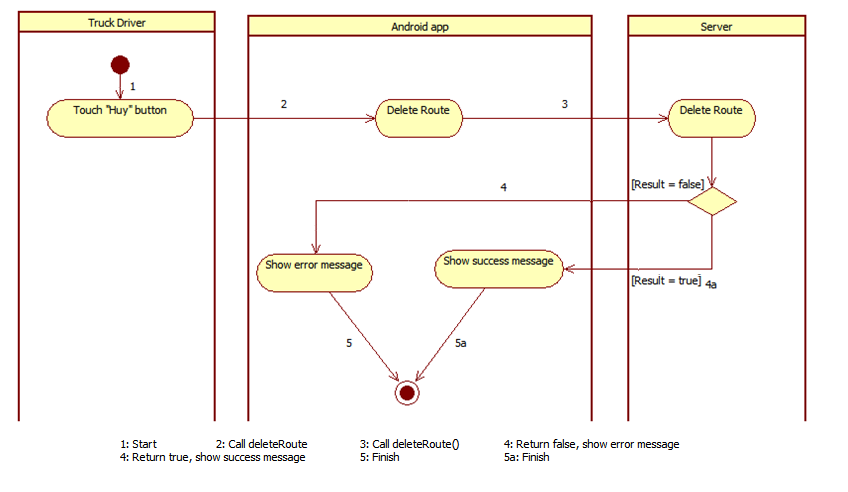 Truck Driver
Android app
Server
1
Touch "Huy" button
2
Delete Route
3
Delete Route
[Result = false]
4
Show error message
Show success message
[Result = true]
4a
5
5a
1: Start 2: Call deleteRoute 3: Call deleteRoute() 4: Return false, show error message
4: Return true, show success message 5: Finish 5a: Finish